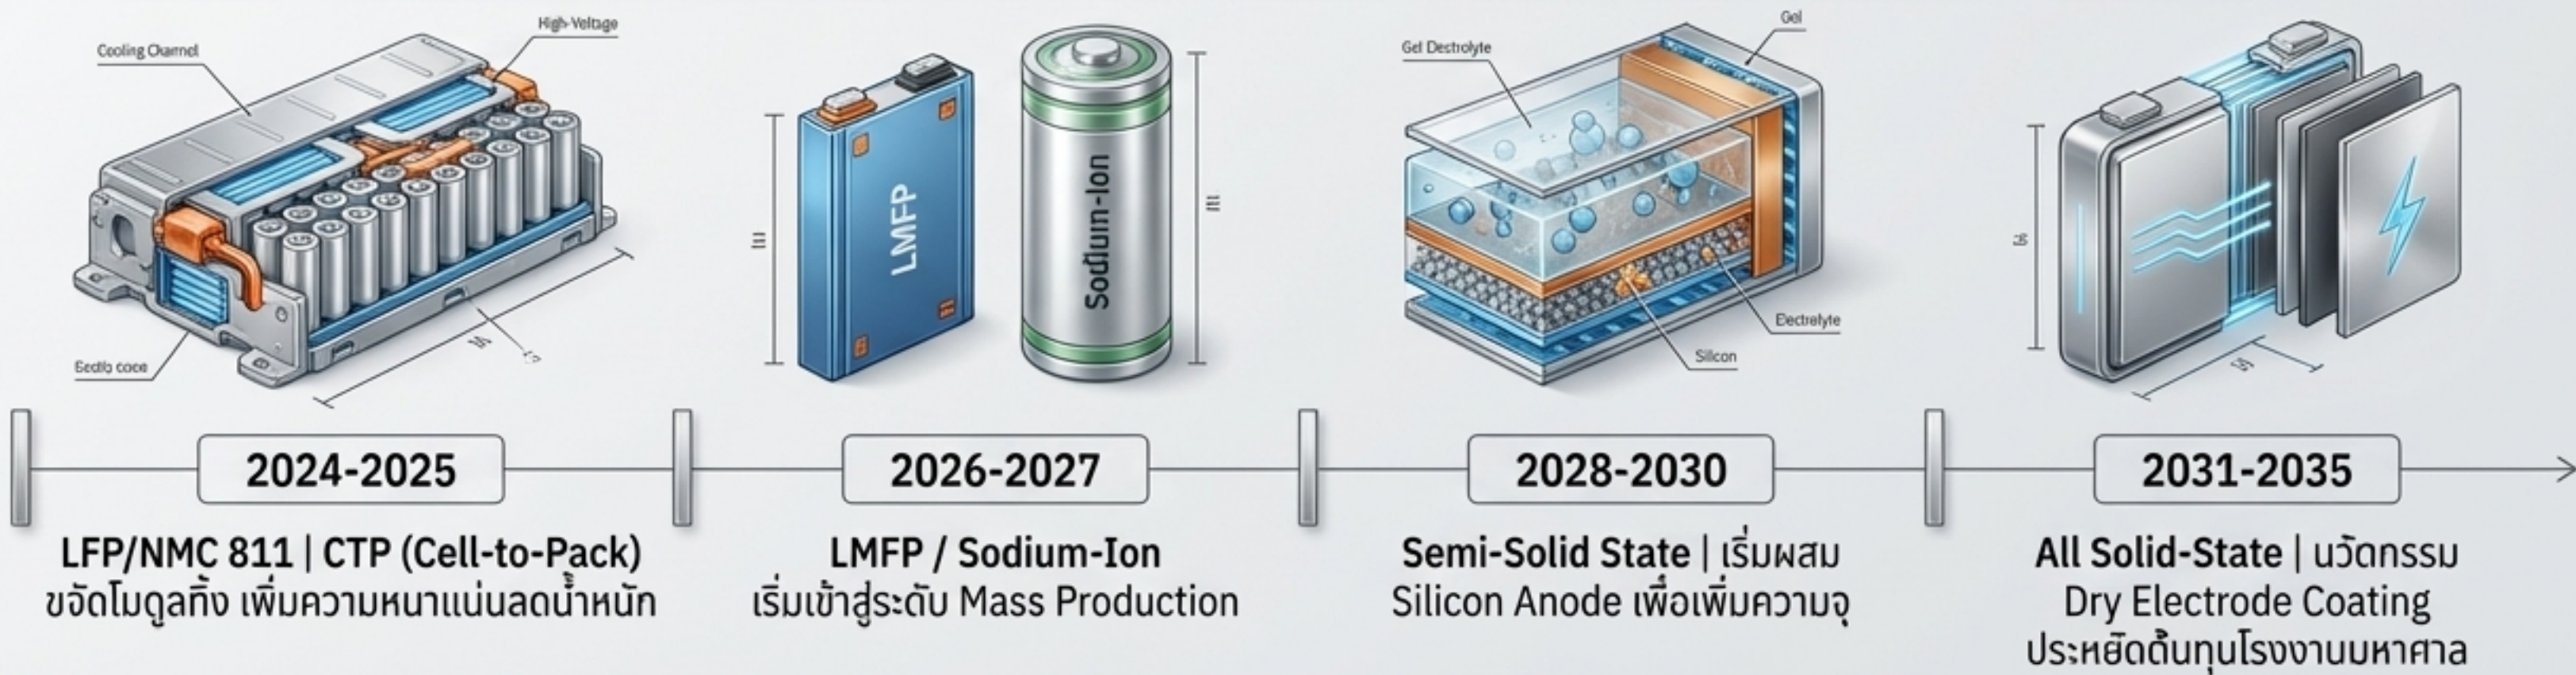 High-Veltage
Cooling Channel
LMFP
Sodium-Ion
Gel
Gel Dectrolyte
Electrelyte
Silicon
2024-2025
2026-2027
2028-2030
2031-2035
LFP/NMC 811 | CTP (Cell-to-Pack)
ขจัดโมดูลทิ้ง เพิ่มความหนาแน่นลดน้ำหนัก
LMFP / Sodium-Ion
เริ่มเข้าสู่ระดับ Mass Production
Semi-Solid State | เริ่มผสม
Silicon Anode เพื่อเพิ่มความจุ
All Solid-State | นวัตกรรม
Dry Electrode Coating
ประหยัดต้นทุนโรงงานมหาศาล